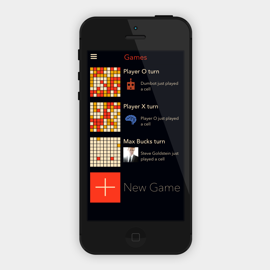 Games
Player O turn
Dumbot just played
a cell
Player X turn
Player O just played
a cell
Max Bucks turn
Steve Goldstein just
played a cell
New Game